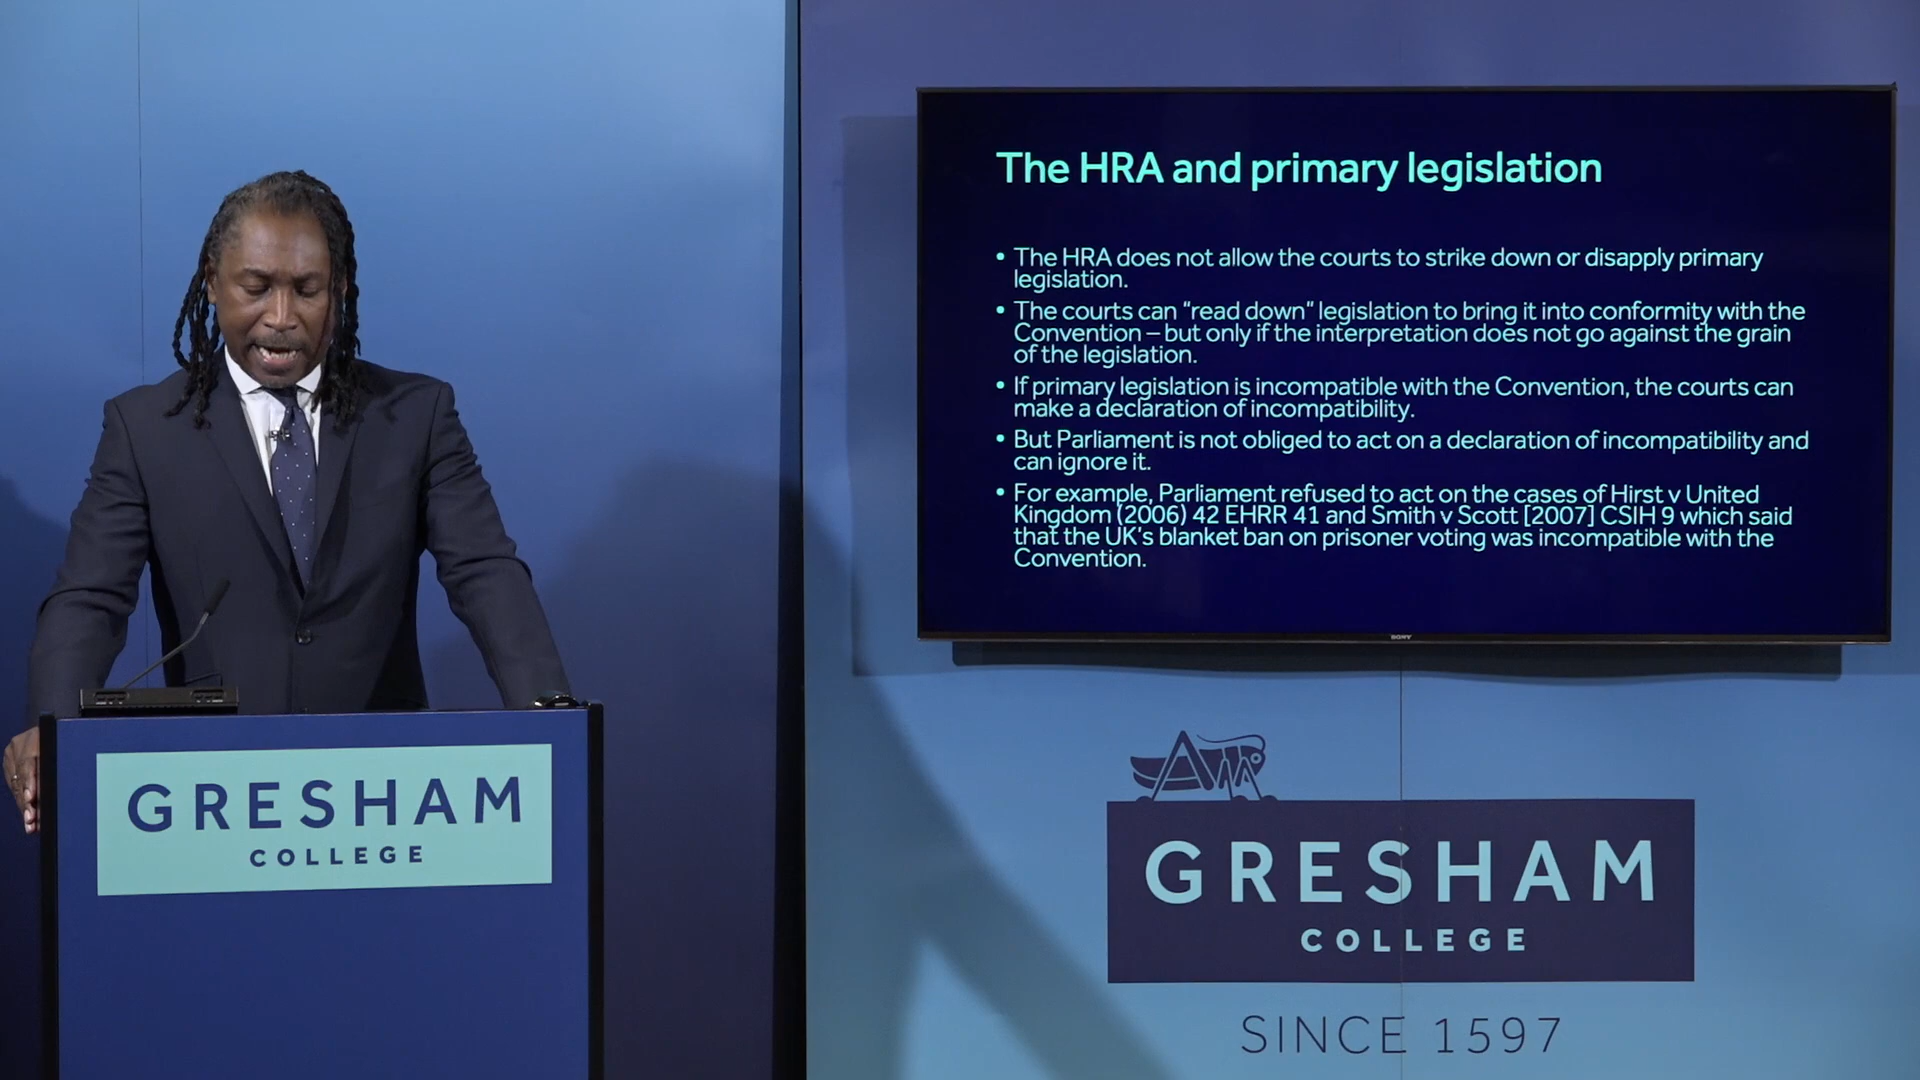 The HRA and primary legislation
• The HRA does not allow the courts to strike down or disapply primary
legislation.
• The courts can “read down” legislation to bring it into conformity with the
Convention – but only if the interpretation does not go against the grain
of the legislation.
• If primary legislation is incompatible with the Convention, the courts can
make a declaration of incompatibility.
• But Parliament is not obliged to act on a declaration of incompatibility and
can ignore it.
• For example, Parliament refused to act on the cases of Hirst v United
Kingdom (2006) 42 EHRR 41 and Smith v Scott [2007] CSIH 9 which said
that the UK’s blanket ban on prisoner voting was incompatible with the
Convention.
SONY
GRESHAM
COLLEGE
GRESHAM
COLLEGE
SINCE 1597